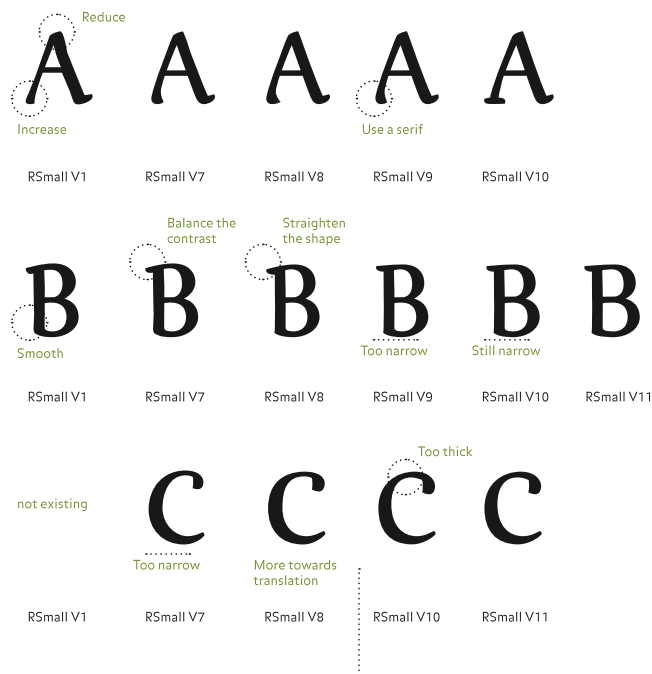 Reduce
A A A A A
Increase
Use a serif
RSmall V1 RSmall V7 RSmall V8 RSmall V9 RSmall V10
Balance the
contrast
Straighten
the shape
B B B B B B
Smooth
Too narrow
Still narrow
RSmall V1 RSmall V7 RSmall V8 RSmall V9 RSmall V10 RSmall V11
Too thick
not existing
C C C C
Too narrow
More towards
translation
RSmall V1 RSmall V7 RSmall V8 RSmall V10 RSmall V11